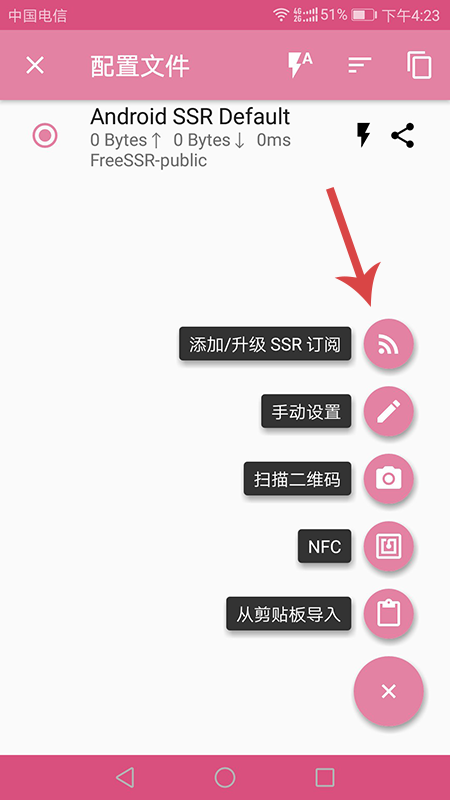 中国电信 4G 2G 51% 下午4:23
配置文件 A
Android SSR Default
0 Bytes↑ 0 Bytes↓ 0ms
FreeSSR-public
添加/升级 SSR 订阅
手动设置
扫描二维码
NFC
从剪贴板导入